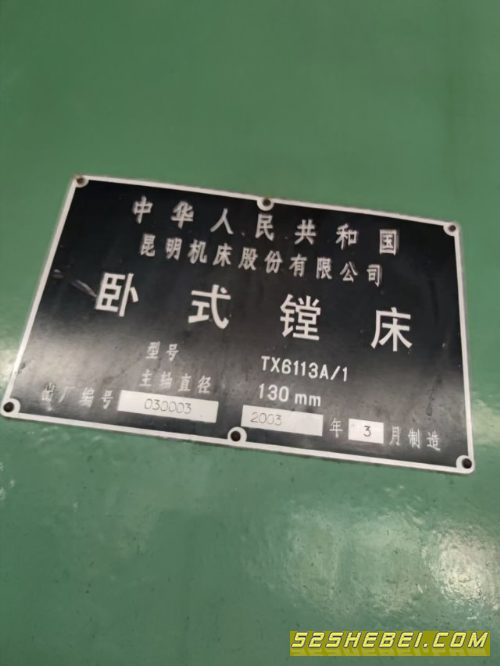 中华人民共和国
昆明机床股份有限公司
卧式镗床
型号 TX6113A/1
主轴直径 130mm
出厂编号 030003 2003 年 3 月制造
52SHEBEI.COM